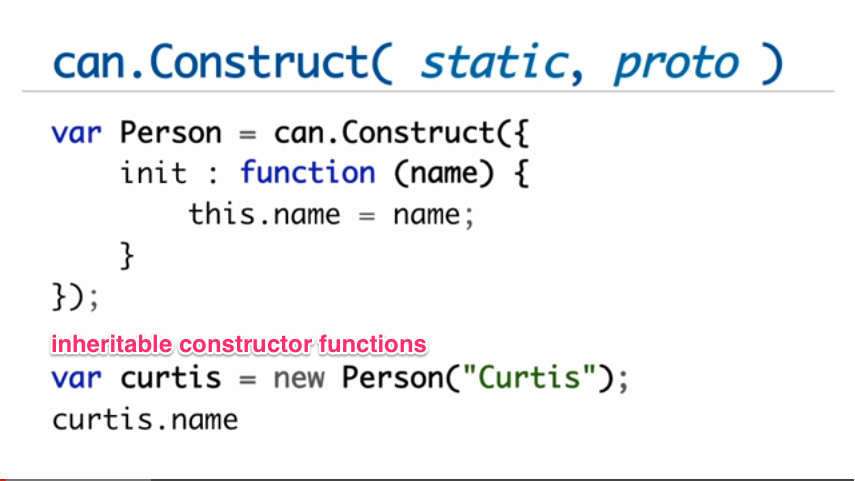 can.Construct( static, proto )
var Person = can.Construct({
    init : function (name) {
        this.name = name;
    }
});
inheritable constructor functions
var curtis = new Person("Curtis");
curtis.name